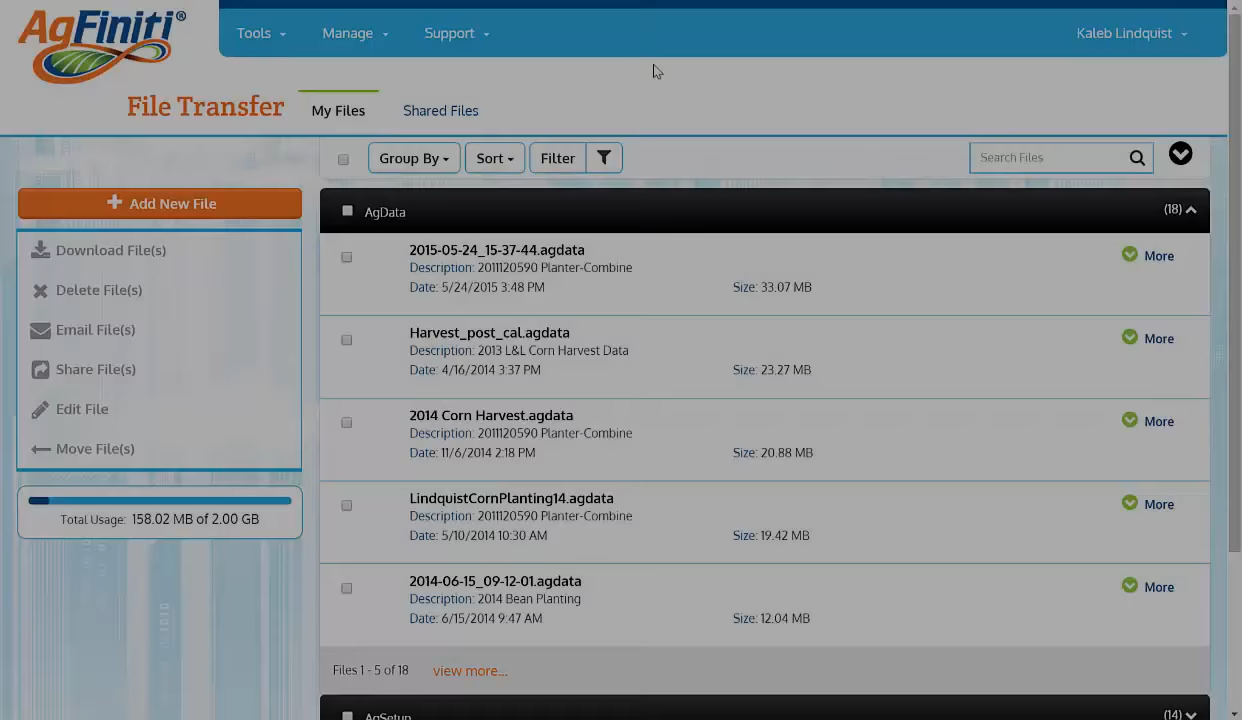 AgFiniti®
Tools
Manage
Support
Kaleb Lindquist
File Transfer
My Files
Shared Files
Group By
Sort
Filter
Search Files
Add New File
Download File(s)
Delete File(s)
Email File(s)
Share File(s)
Edit File
Move File(s)
Total Usage: 158.02 MB of 2.00 GB
AgData
(18)
2015-05-24_15-37-44.agdata
More
Description: 2011120590 Planter-Combine
Date: 5/24/2015 3:48 PM
Size: 33.07 MB
Harvest_post_cal.agdata
More
Description: 2013 L&L Corn Harvest Data
Date: 4/16/2014 3:37 PM
Size: 23.27 MB
2014 Corn Harvest.agdata
More
Description: 2011120590 Planter-Combine
Date: 11/6/2014 2:18 PM
Size: 20.88 MB
LindquistCornPlanting14.agdata
More
Description: 2011120590 Planter-Combine
Date: 5/10/2014 10:30 AM
Size: 19.42 MB
2014-06-15_09-12-01.agdata
More
Description: 2014 Bean Planting
Date: 6/15/2014 9:47 AM
Size: 12.04 MB
Files 1 - 5 of 18
view more...
AgSetup
(14)